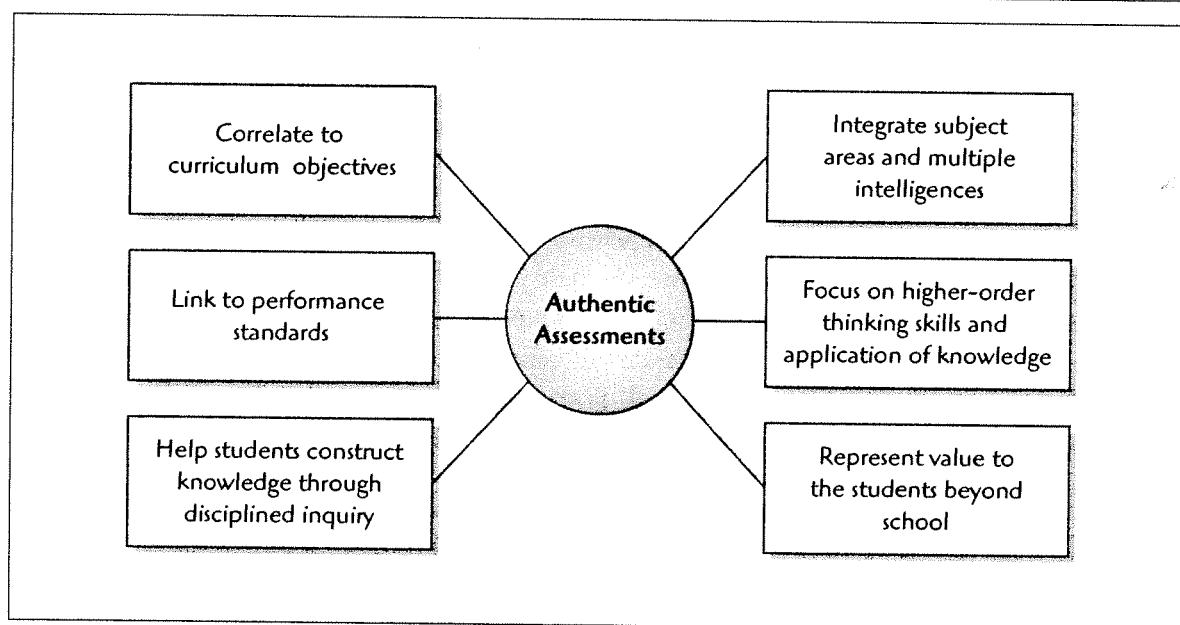 Correlate to
curriculum objectives
Link to performance
standards
Help students construct
knowledge through
disciplined inquiry
Authentic
Assessments
Integrate subject
areas and multiple
intelligences
Focus on higher-order
thinking skills and
application of knowledge
Represent value to
the students beyond
school